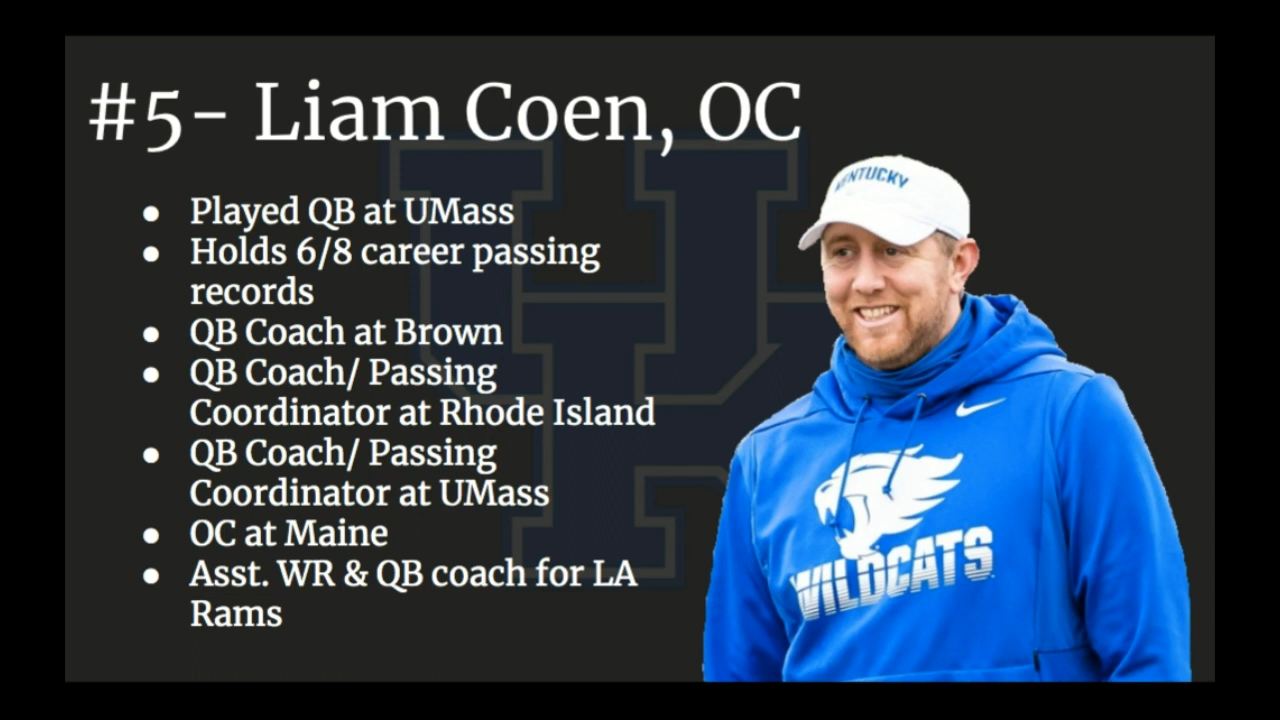 #5- Liam Coen, OC
● Played QB at UMass
● Holds 6/8 career passing
records
● QB Coach at Brown
● QB Coach/ Passing
Coordinator at Rhode Island
● QB Coach/ Passing
Coordinator at UMass
● OC at Maine
● Asst. WR & QB coach for LA
Rams
KENTUCKY
WILDCATS